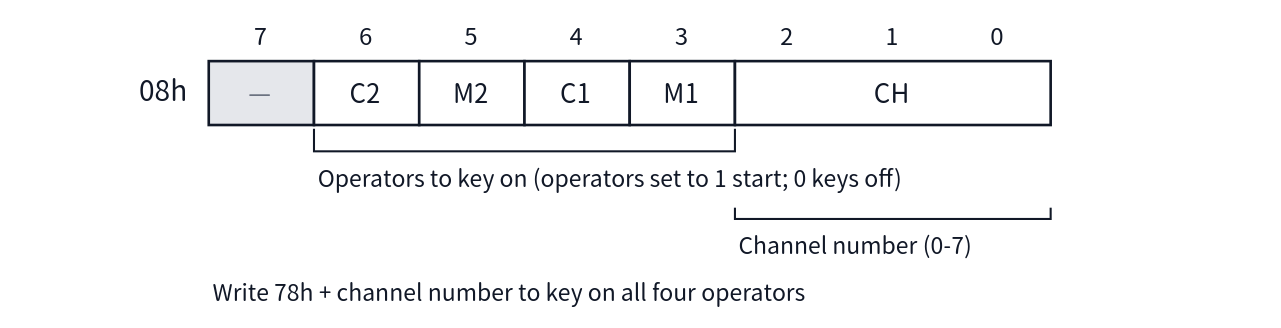 7 6 5 4 3 2 1 0
08h — C2 M2 C1 M1 CH
Operators to key on (operators set to 1 start; 0 keys off)
Channel number (0-7)
Write 78h + channel number to key on all four operators